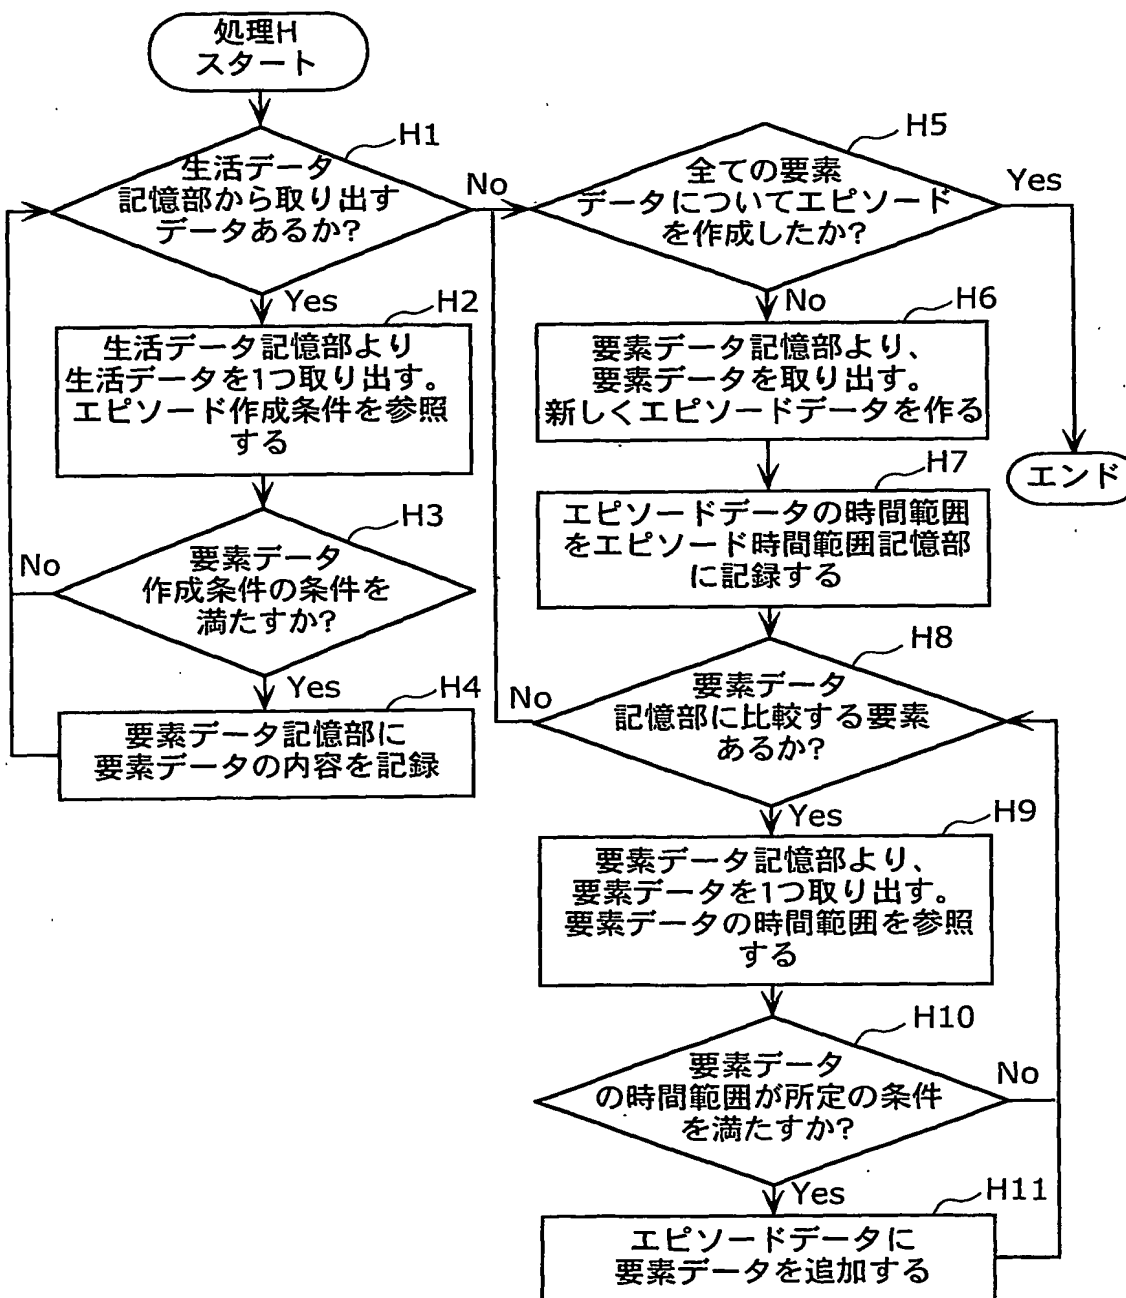 処理H
スタート
H1
生活データ
記憶部から取り出す
データあるか?
No
Yes
H2
生活データ記憶部より
生活データを1つ取り出す。
エピソード作成条件を参照
する
H3
要素データ
作成条件の条件を
満たすか?
No
Yes
H4
要素データ記憶部に
要素データの内容を記録
H5
全ての要素
データについてエピソード
を作成したか?
Yes
No
H6
要素データ記憶部より、
要素データを取り出す。
新しくエピソードデータを作る
エンド
H7
エピソードデータの時間範囲
をエピソード時間範囲記憶部
に記録する
H8
要素データ
記憶部に比較する要素
あるか?
No
Yes
H9
要素データ記憶部より、
要素データを1つ取り出す。
要素データの時間範囲を参照
する
H10
要素データ
の時間範囲が所定の条件
を満たすか?
No
Yes
H11
エピソードデータに
要素データを追加する